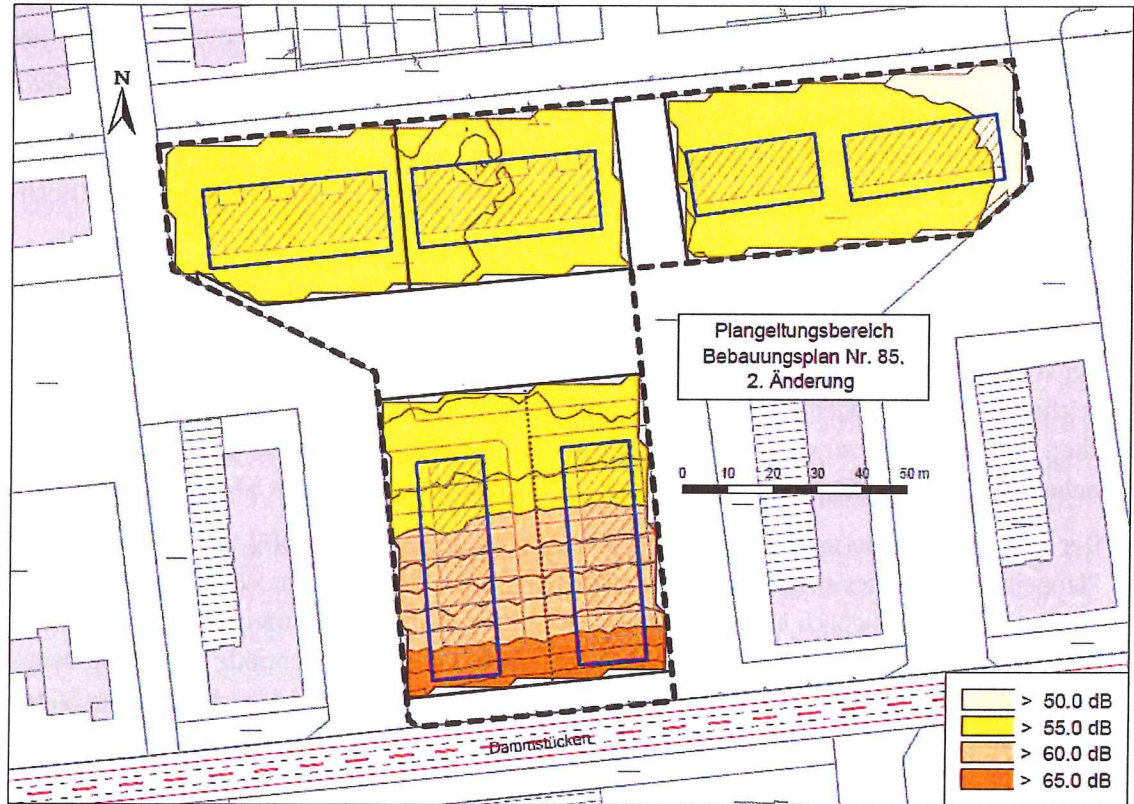 N
Plangeltungsbereich
Bebauungsplan Nr. 85,
2. Änderung
0 10 20 30 40 50 m
Dammstücken
> 50.0 dB
> 55.0 dB
> 60.0 dB
> 65.0 dB